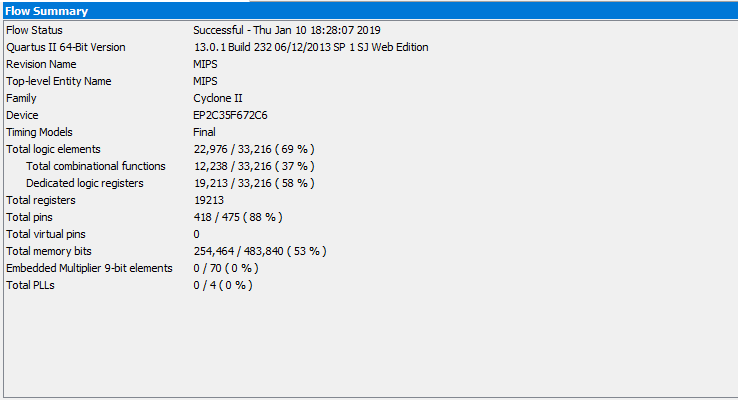 Flow Summary
Flow Status Successful - Thu Jan 10 18:28:07 2019
Quartus II 64-Bit Version 13.0.1 Build 232 06/12/2013 SP 1 SJ Web Edition
Revision Name MIPS
Top-level Entity Name MIPS
Family Cyclone II
Device EP2C35F672C6
Timing Models Final
Total logic elements 22,976 / 33,216 ( 69 % )
Total combinational functions 12,238 / 33,216 ( 37 % )
Dedicated logic registers 19,213 / 33,216 ( 58 % )
Total registers 19213
Total pins 418 / 475 ( 88 % )
Total virtual pins 0
Total memory bits 254,464 / 483,840 ( 53 % )
Embedded Multiplier 9-bit elements 0 / 70 ( 0 % )
Total PLLs 0 / 4 ( 0 % )